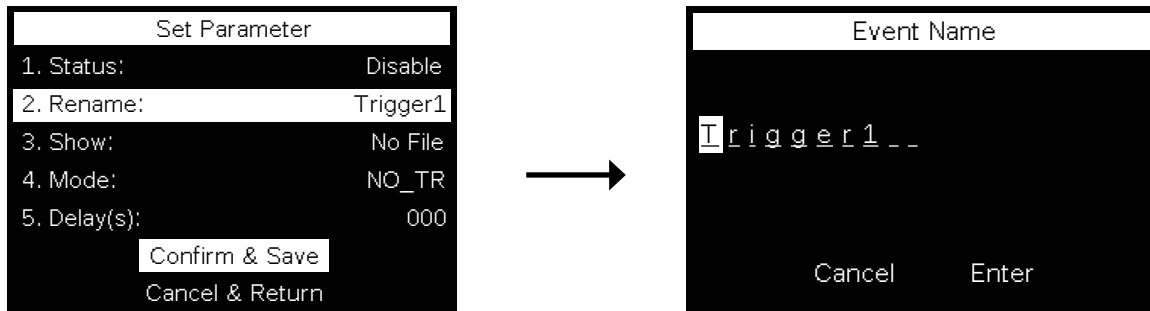 Set Parameter
1. Status: Disable
2. Rename: Trigger1
3. Show: No File
4. Mode: NO_TR
5. Delay(s): 000
Confirm & Save
Cancel & Return
Event Name
Trigger1__
Cancel Enter